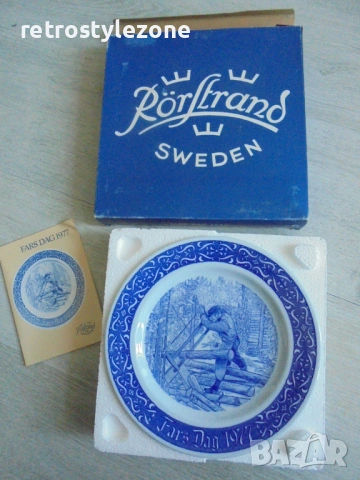 retrostylezone
RörStrand
SWEDEN
FARS DAG 1977
Fars Dag 1977
BAZAR